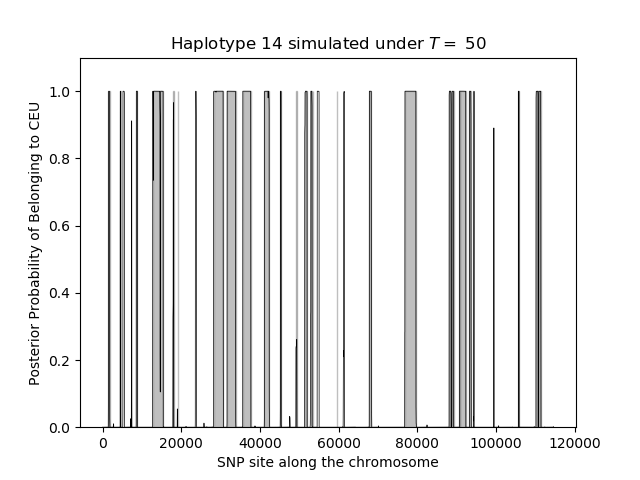 Haplotype 14 simulated under T = 50
Posterior Probability of Belonging to CEU
1.0
0.8
0.6
0.4
0.2
0.0
0 20000 40000 60000 80000 100000 120000
SNP site along the chromosome